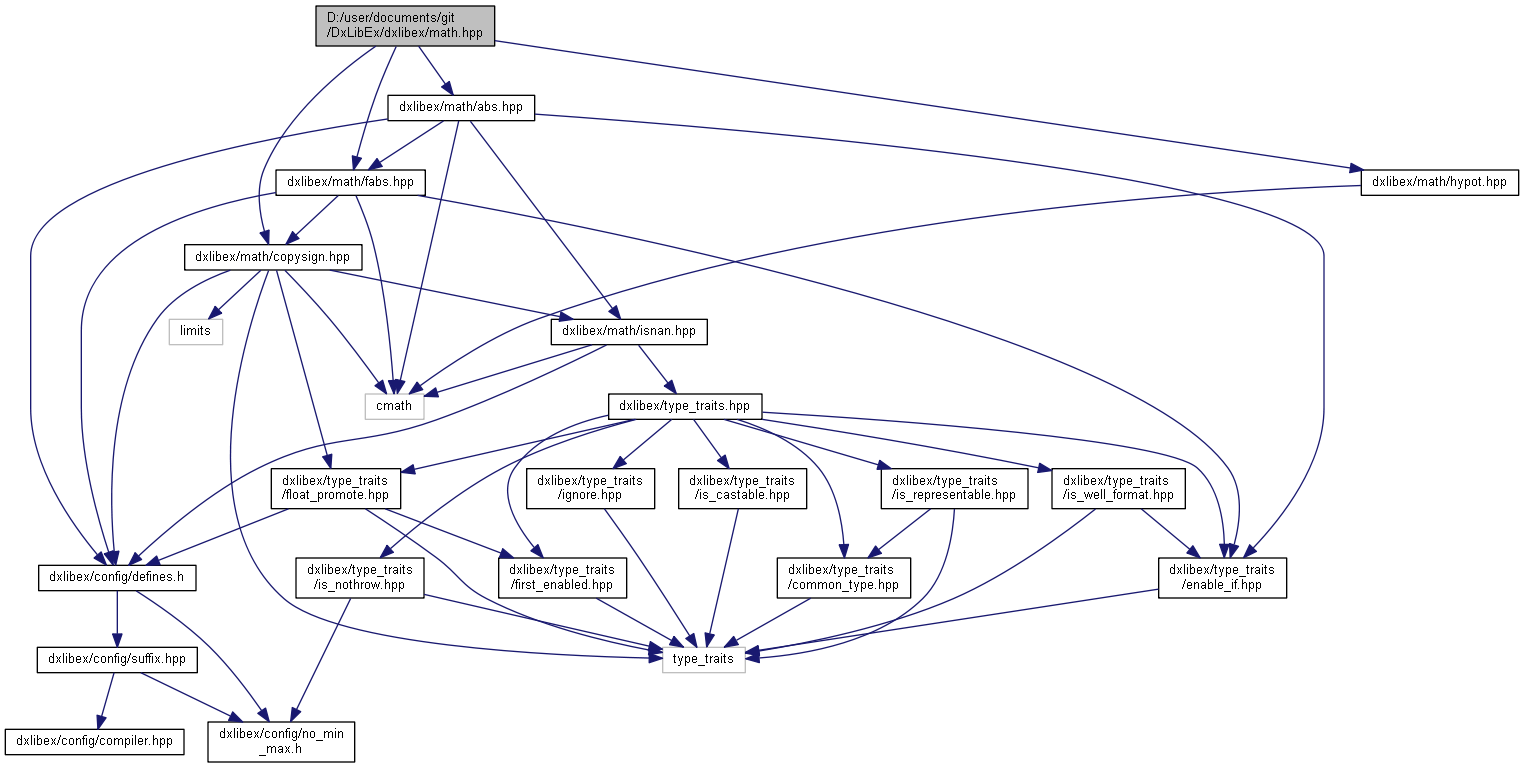 D:/user/documents/git
/DxLibEx/dxlibex/math.hpp
dxlibex/math/abs.hpp
dxlibex/math/fabs.hpp
dxlibex/math/hypot.hpp
dxlibex/math/copysign.hpp
limits
dxlibex/math/isnan.hpp
cmath
dxlibex/type_traits.hpp
dxlibex/type_traits
/float_promote.hpp
dxlibex/type_traits
/ignore.hpp
dxlibex/type_traits
/is_castable.hpp
dxlibex/type_traits
/is_representable.hpp
dxlibex/type_traits
/is_well_format.hpp
dxlibex/config/defines.h
dxlibex/type_traits
/is_nothrow.hpp
dxlibex/type_traits
/first_enabled.hpp
dxlibex/type_traits
/common_type.hpp
dxlibex/type_traits
/enable_if.hpp
dxlibex/config/suffix.hpp
type_traits
dxlibex/config/compiler.hpp
dxlibex/config/no_min
_max.h